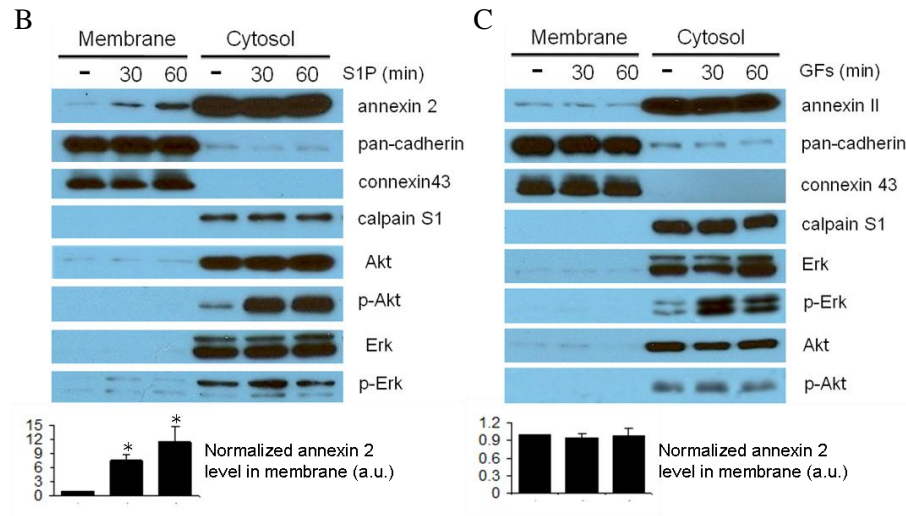 B
Membrane Cytosol
- 30 60 - 30 60 S1P (min)
annexin 2
pan-cadherin
connexin43
calpain S1
Akt
p-Akt
Erk
p-Erk
15
12
9
6
3
0
* *
Normalized annexin 2
level in membrane (a.u.)
C
Membrane Cytosol
- 30 60 - 30 60 GFs (min)
annexin II
pan-cadherin
connexin 43
calpain S1
Erk
p-Erk
Akt
p-Akt
1.2
0.9
0.6
0.3
0
Normalized annexin 2
level in membrane (a.u.)